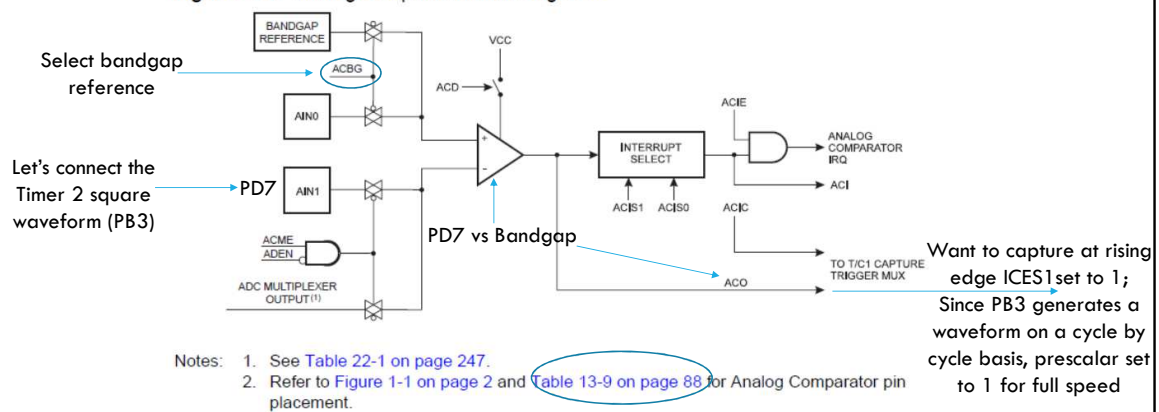 BANDGAP
REFERENCE
VCC
Select bandgap
reference
ACBG
ACD
AIN0
ACIE
+
INTERRUPT
SELECT
ANALOG
COMPARATOR
IRQ
-
Let's connect the
Timer 2 square
waveform (PB3)
PD7
AIN1
ACI
ACIS1 ACIS0
ACIC
PD7 vs Bandgap
ACME
ADEN
TO T/C1 CAPTURE
TRIGGER MUX
ADC MULTIPLEXER
OUTPUT(1)
ACO
Want to capture at rising
edge ICES1set to 1;
Since PB3 generates a
waveform on a cycle by
cycle basis, prescalar set
to 1 for full speed
Notes: 1. See Table 22-1 on page 247.
2. Refer to Figure 1-1 on page 2 and Table 13-9 on page 88 for Analog Comparator pin
placement.